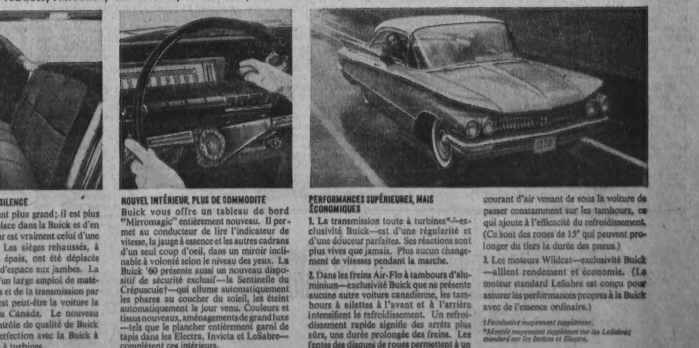 SILENCE
nt plus grand; il est plus
place dans la Buick et d'en
ur est vraiment celui d'une
Les sièges rehaussés, à
épais, ont été déplacés
d'espace aux jambes. La
d'un large emploi de maté-
s et de la transmission par
est peut-être la voiture la
u Canada. Le nouveau
ntrôle de qualité de Buick
erfection avec la Buick à
à turbines
NOUVEL INTÉRIEUR, PLUS DE COMMODITÉ
Buick vous offre un tableau de bord
"Mirromagic" entièrement nouveau. Il per-
met au conducteur de lire l'indicateur de
vitesse, la jauge à essence et les autres cadrans
d'un seul coup d'oeil, dans un miroir incli-
nable à volonté selon le niveau des yeux. La
Buick '60 présente aussi un nouveau dispo-
sitif de sécurité exclusif—la Sentinelle du
Crépuscule†—qui allume automatiquement
les phares au coucher du soleil, les éteint
automatiquement le jour venu. Couleurs et
tissus nouveaux, aménagements de grand luxe
—tels que le plancher entièrement garni de
tapis dans les Electra, Invicta et LeSabre—
complètent ces intérieurs.
PERFORMANCES SUPÉRIEURES, MAIS
ÉCONOMIQUES
1. La transmission toute à turbines*—ex-
clusivité Buick—est d'une régularité et
d'une douceur parfaites. Ses réactions sont
plus vives que jamais. Plus aucun change-
ment de vitesses pendant la marche.
2. Dans les freins Air-Flo à tambours d'alu-
minium—exclusivité Buick que ne présente
aucune autre voiture canadienne, les tam-
bours à ailettes à l'avant et à l'arrière
intensifient le refroidissement. Un refroi-
dissement rapide signifie des arrêts plus
sûrs, une durée prolongée des freins. Les
fentes des disques de roues permettent à un
courant d'air venant de sous la voiture de
passer constamment sur les tambours, ce
qui ajoute à l'efficacité du refroidissement.
(Ce sont des roues de 15" qui peuvent pro-
longer du tiers la durée des pneus.)
3. Les moteurs Wildcat—exclusivité Buick
—allient rendement et économie. (Le
moteur standard LeSabre est conçu pour
assurer les performances propres à la Buick
avec de l'essence ordinaire.)
†Facultative moyennant supplément.
*Montée moyennant supplément sur les LeSabre;
standard sur les Invicta et Electra.